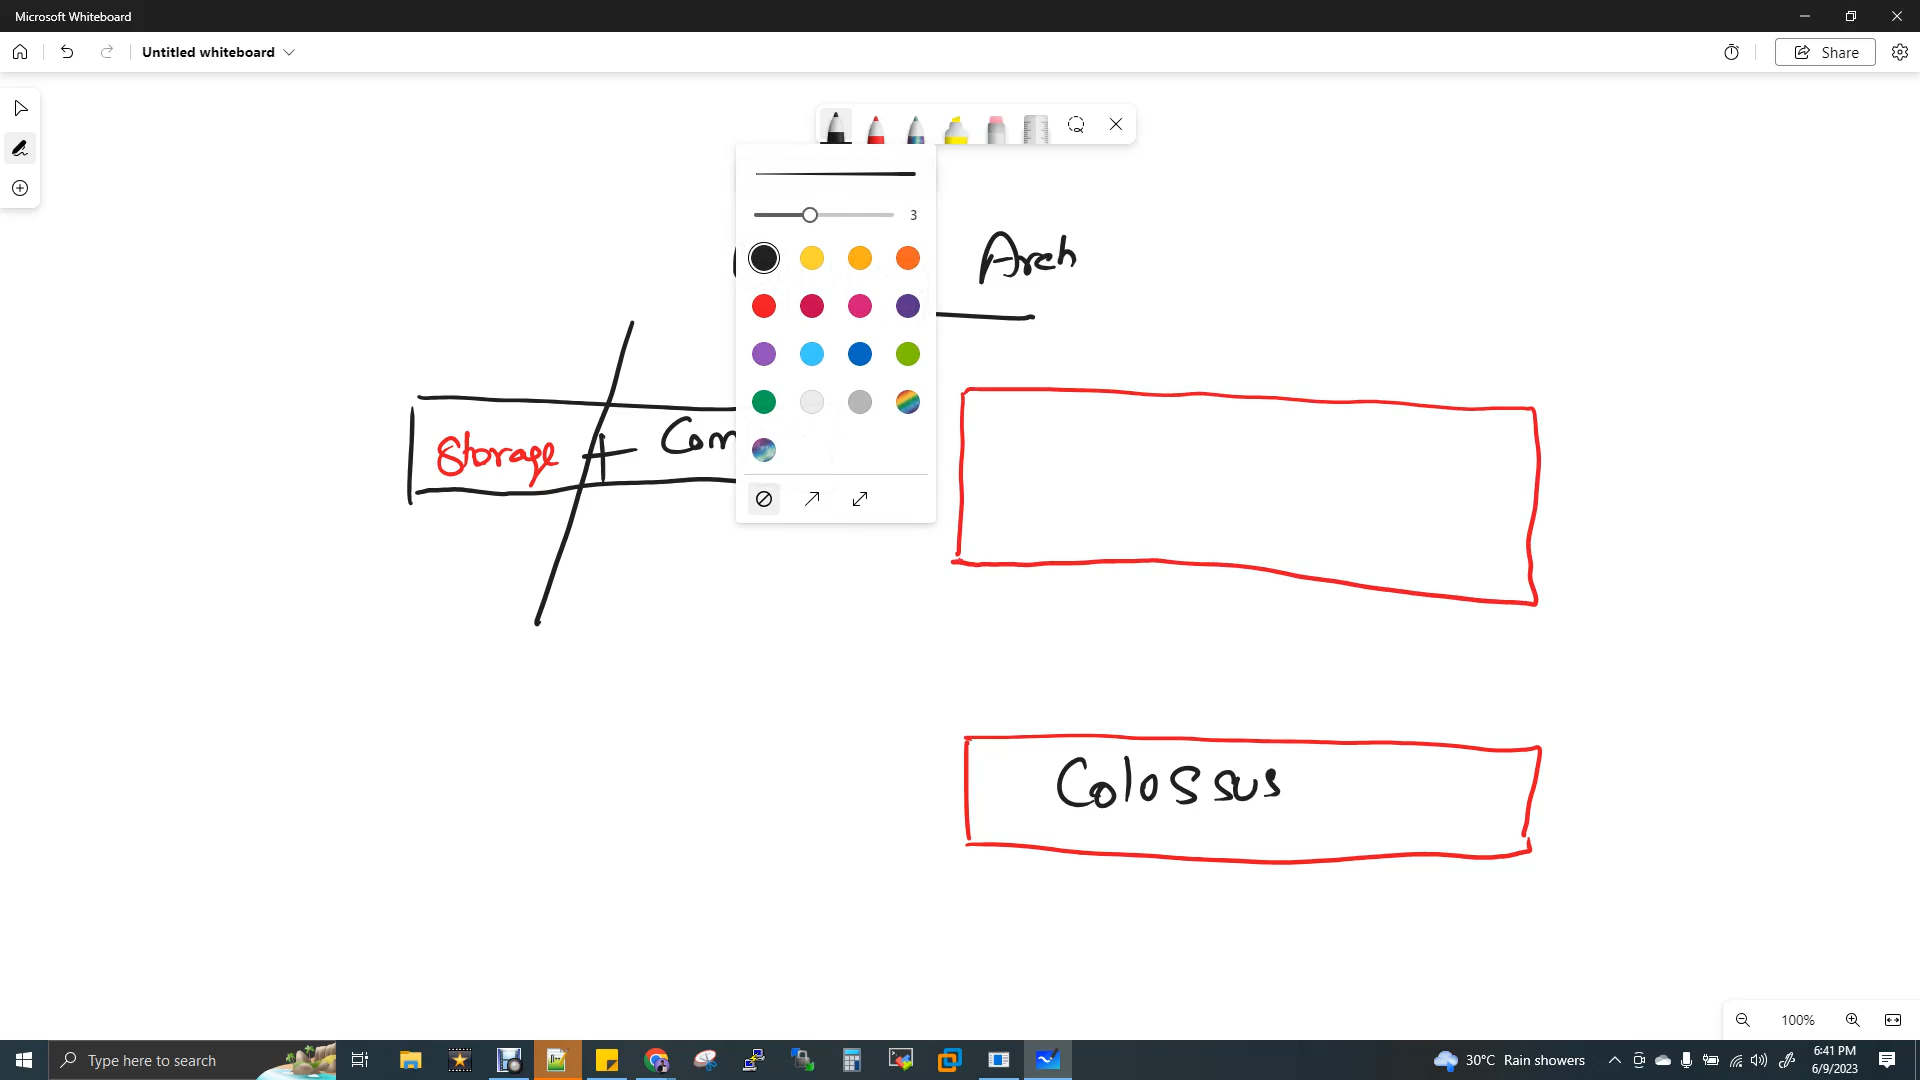 Microsoft Whiteboard
Untitled whiteboard
Share
3
Arch
Storage + Com
Colossus
100%
Type here to search
30°C Rain showers
6:41 PM
6/9/2023